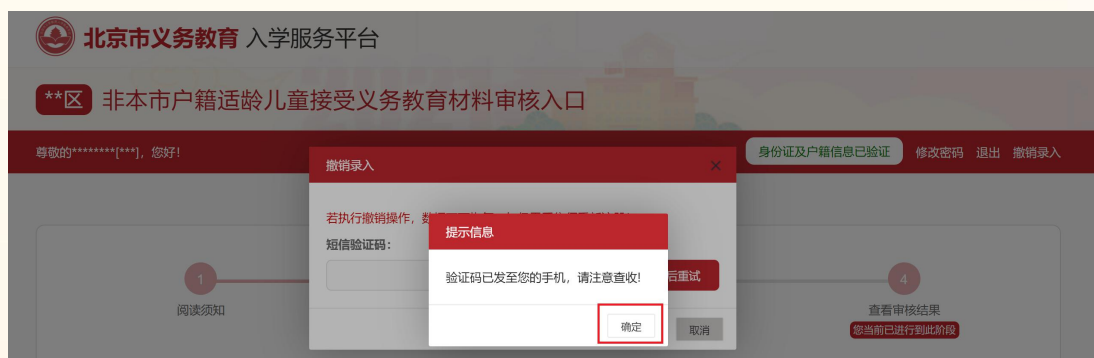 北京市义务教育 入学服务平台
**区 非本市户籍适龄儿童接受义务教育材料审核入口
尊敬的********[***]，您好!
身份证及户籍信息已验证 修改密码 退出 撤销录入
撤销录入 ×
若执行撤销操作，
提示信息
短信验证码：
验证码已发至您的手机，请注意查收!
后重试
1
4
阅读须知
查看审核结果
确定
取消
您当前已进行到此阶段